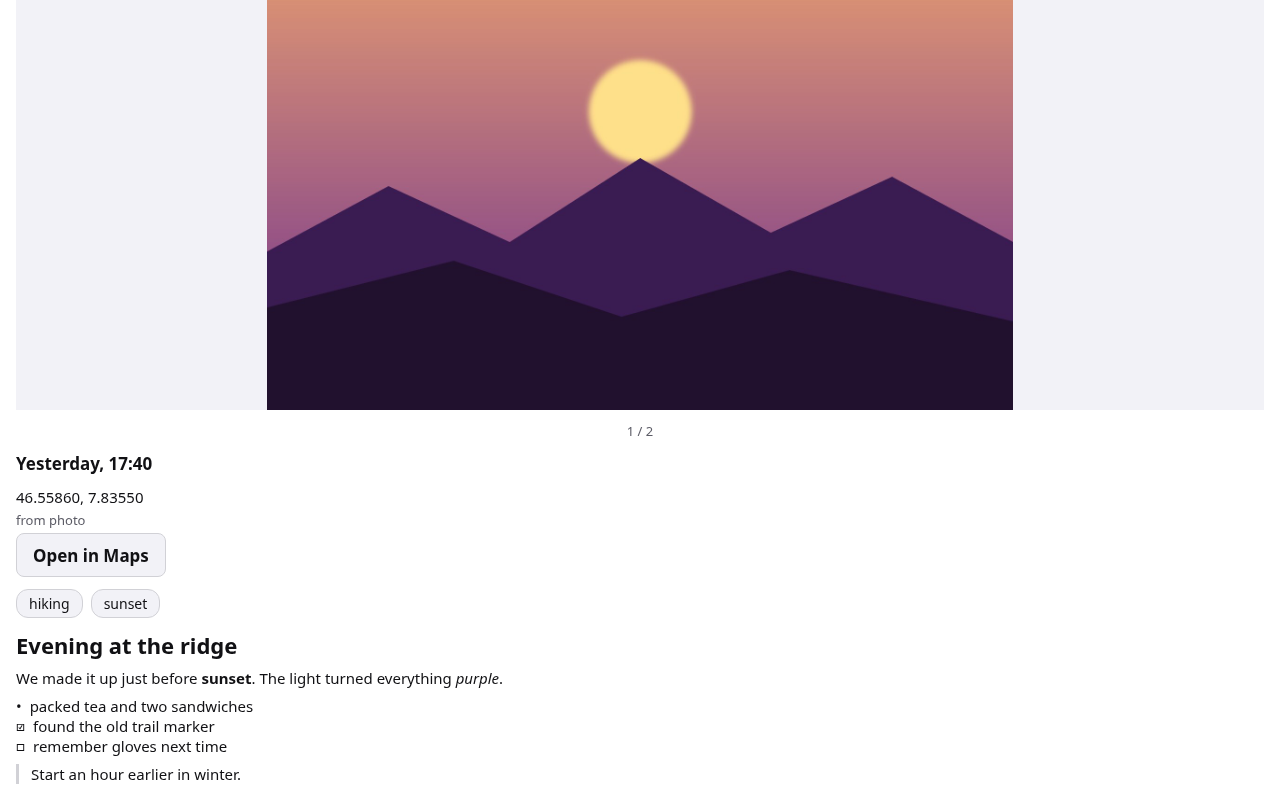 1 / 2
Yesterday, 17:40
46.55860, 7.83550
from photo
Open in Maps
hiking sunset
Evening at the ridge
We made it up just before sunset. The light turned everything purple.
• packed tea and two sandwiches
☑ found the old trail marker
☐ remember gloves next time
Start an hour earlier in winter.